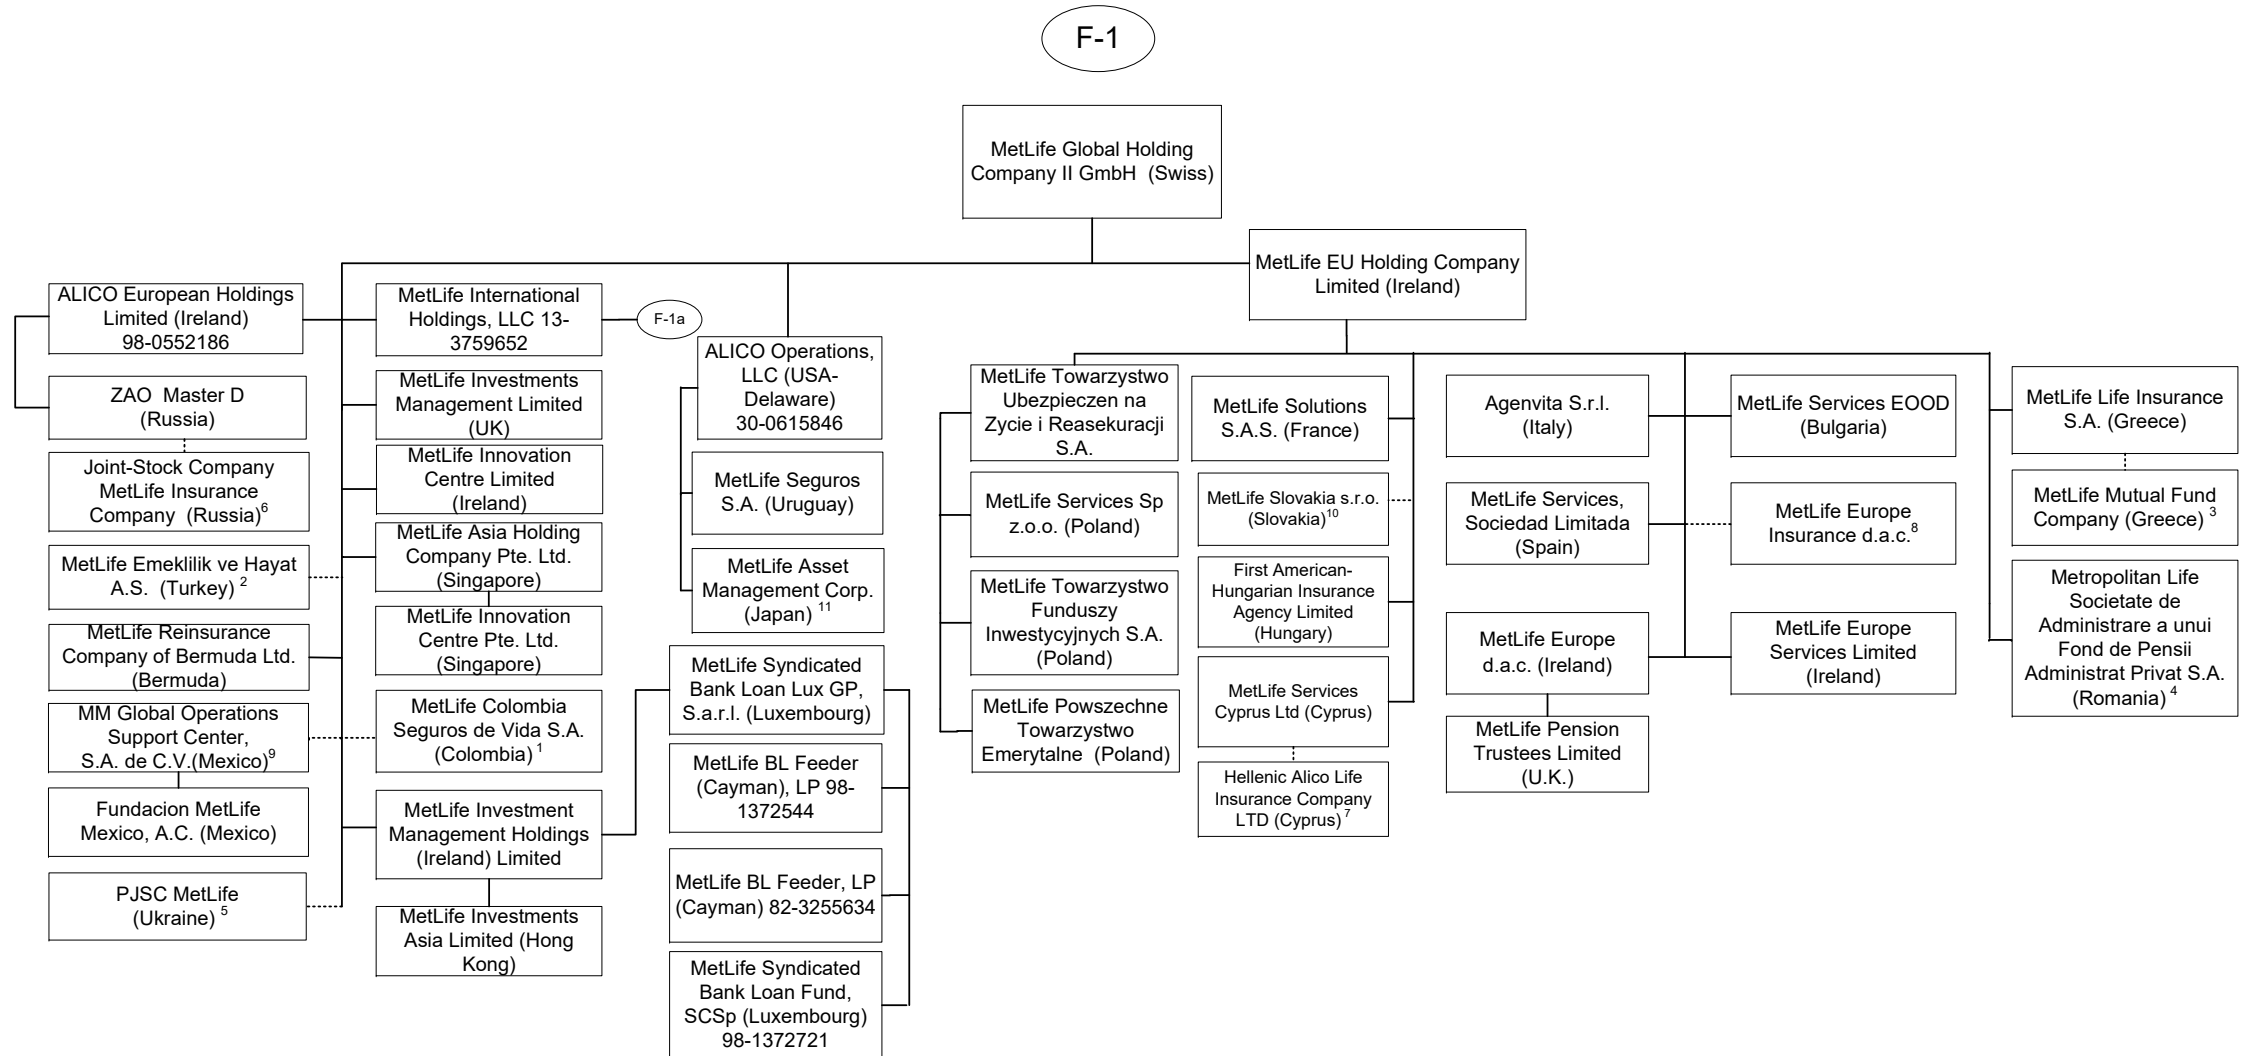 F-1
MetLife Global Holding
Company II GmbH (Swiss)
MetLife EU Holding Company
Limited (Ireland)
ALICO European Holdings
Limited (Ireland)
98-0552186
ZAO Master D
(Russia)
Joint-Stock Company
MetLife Insurance
Company (Russia)6
MetLife Emeklilik ve Hayat
A.S. (Turkey) 2
MetLife Reinsurance
Company of Bermuda Ltd.
(Bermuda)
MM Global Operations
Support Center,
S.A. de C.V.(Mexico)9
Fundacion MetLife
Mexico, A.C. (Mexico)
PJSC MetLife
(Ukraine) 5
MetLife International
Holdings, LLC 13-
3759652
F-1a
MetLife Investments
Management Limited
(UK)
MetLife Innovation
Centre Limited
(Ireland)
MetLife Asia Holding
Company Pte. Ltd.
(Singapore)
MetLife Innovation
Centre Pte. Ltd.
(Singapore)
MetLife Colombia
Seguros de Vida S.A.
(Colombia) 1
MetLife Investment
Management Holdings
(Ireland) Limited
MetLife Investments
Asia Limited (Hong
Kong)
ALICO Operations,
LLC (USA-
Delaware)
30-0615846
MetLife Seguros
S.A. (Uruguay)
MetLife Asset
Management Corp.
(Japan) 11
MetLife Syndicated
Bank Loan Lux GP,
S.a.r.l. (Luxembourg)
MetLife BL Feeder
(Cayman), LP 98-
1372544
MetLife BL Feeder, LP
(Cayman) 82-3255634
MetLife Syndicated
Bank Loan Fund,
SCSp (Luxembourg)
98-1372721
MetLife Towarzystwo
Ubezpieczen na
Zycie i Reasekuracji
S.A.
MetLife Services Sp
z.o.o. (Poland)
MetLife Towarzystwo
Funduszy
Inwestycyjnych S.A.
(Poland)
MetLife Powszechne
Towarzystwo
Emerytalne (Poland)
MetLife Solutions
S.A.S. (France)
MetLife Slovakia s.r.o.
(Slovakia)10
First American-
Hungarian Insurance
Agency Limited
(Hungary)
MetLife Services
Cyprus Ltd (Cyprus)
Hellenic Alico Life
Insurance Company
LTD (Cyprus) 7
Agenvita S.r.l.
(Italy)
MetLife Services,
Sociedad Limitada
(Spain)
MetLife Europe
d.a.c. (Ireland)
MetLife Pension
Trustees Limited
(U.K.)
MetLife Services EOOD
(Bulgaria)
MetLife Europe
Insurance d.a.c.8
MetLife Europe
Services Limited
(Ireland)
MetLife Life Insurance
S.A. (Greece)
MetLife Mutual Fund
Company (Greece) 3
Metropolitan Life
Societate de
Administrare a unui
Fond de Pensii
Administrat Privat S.A.
(Romania) 4